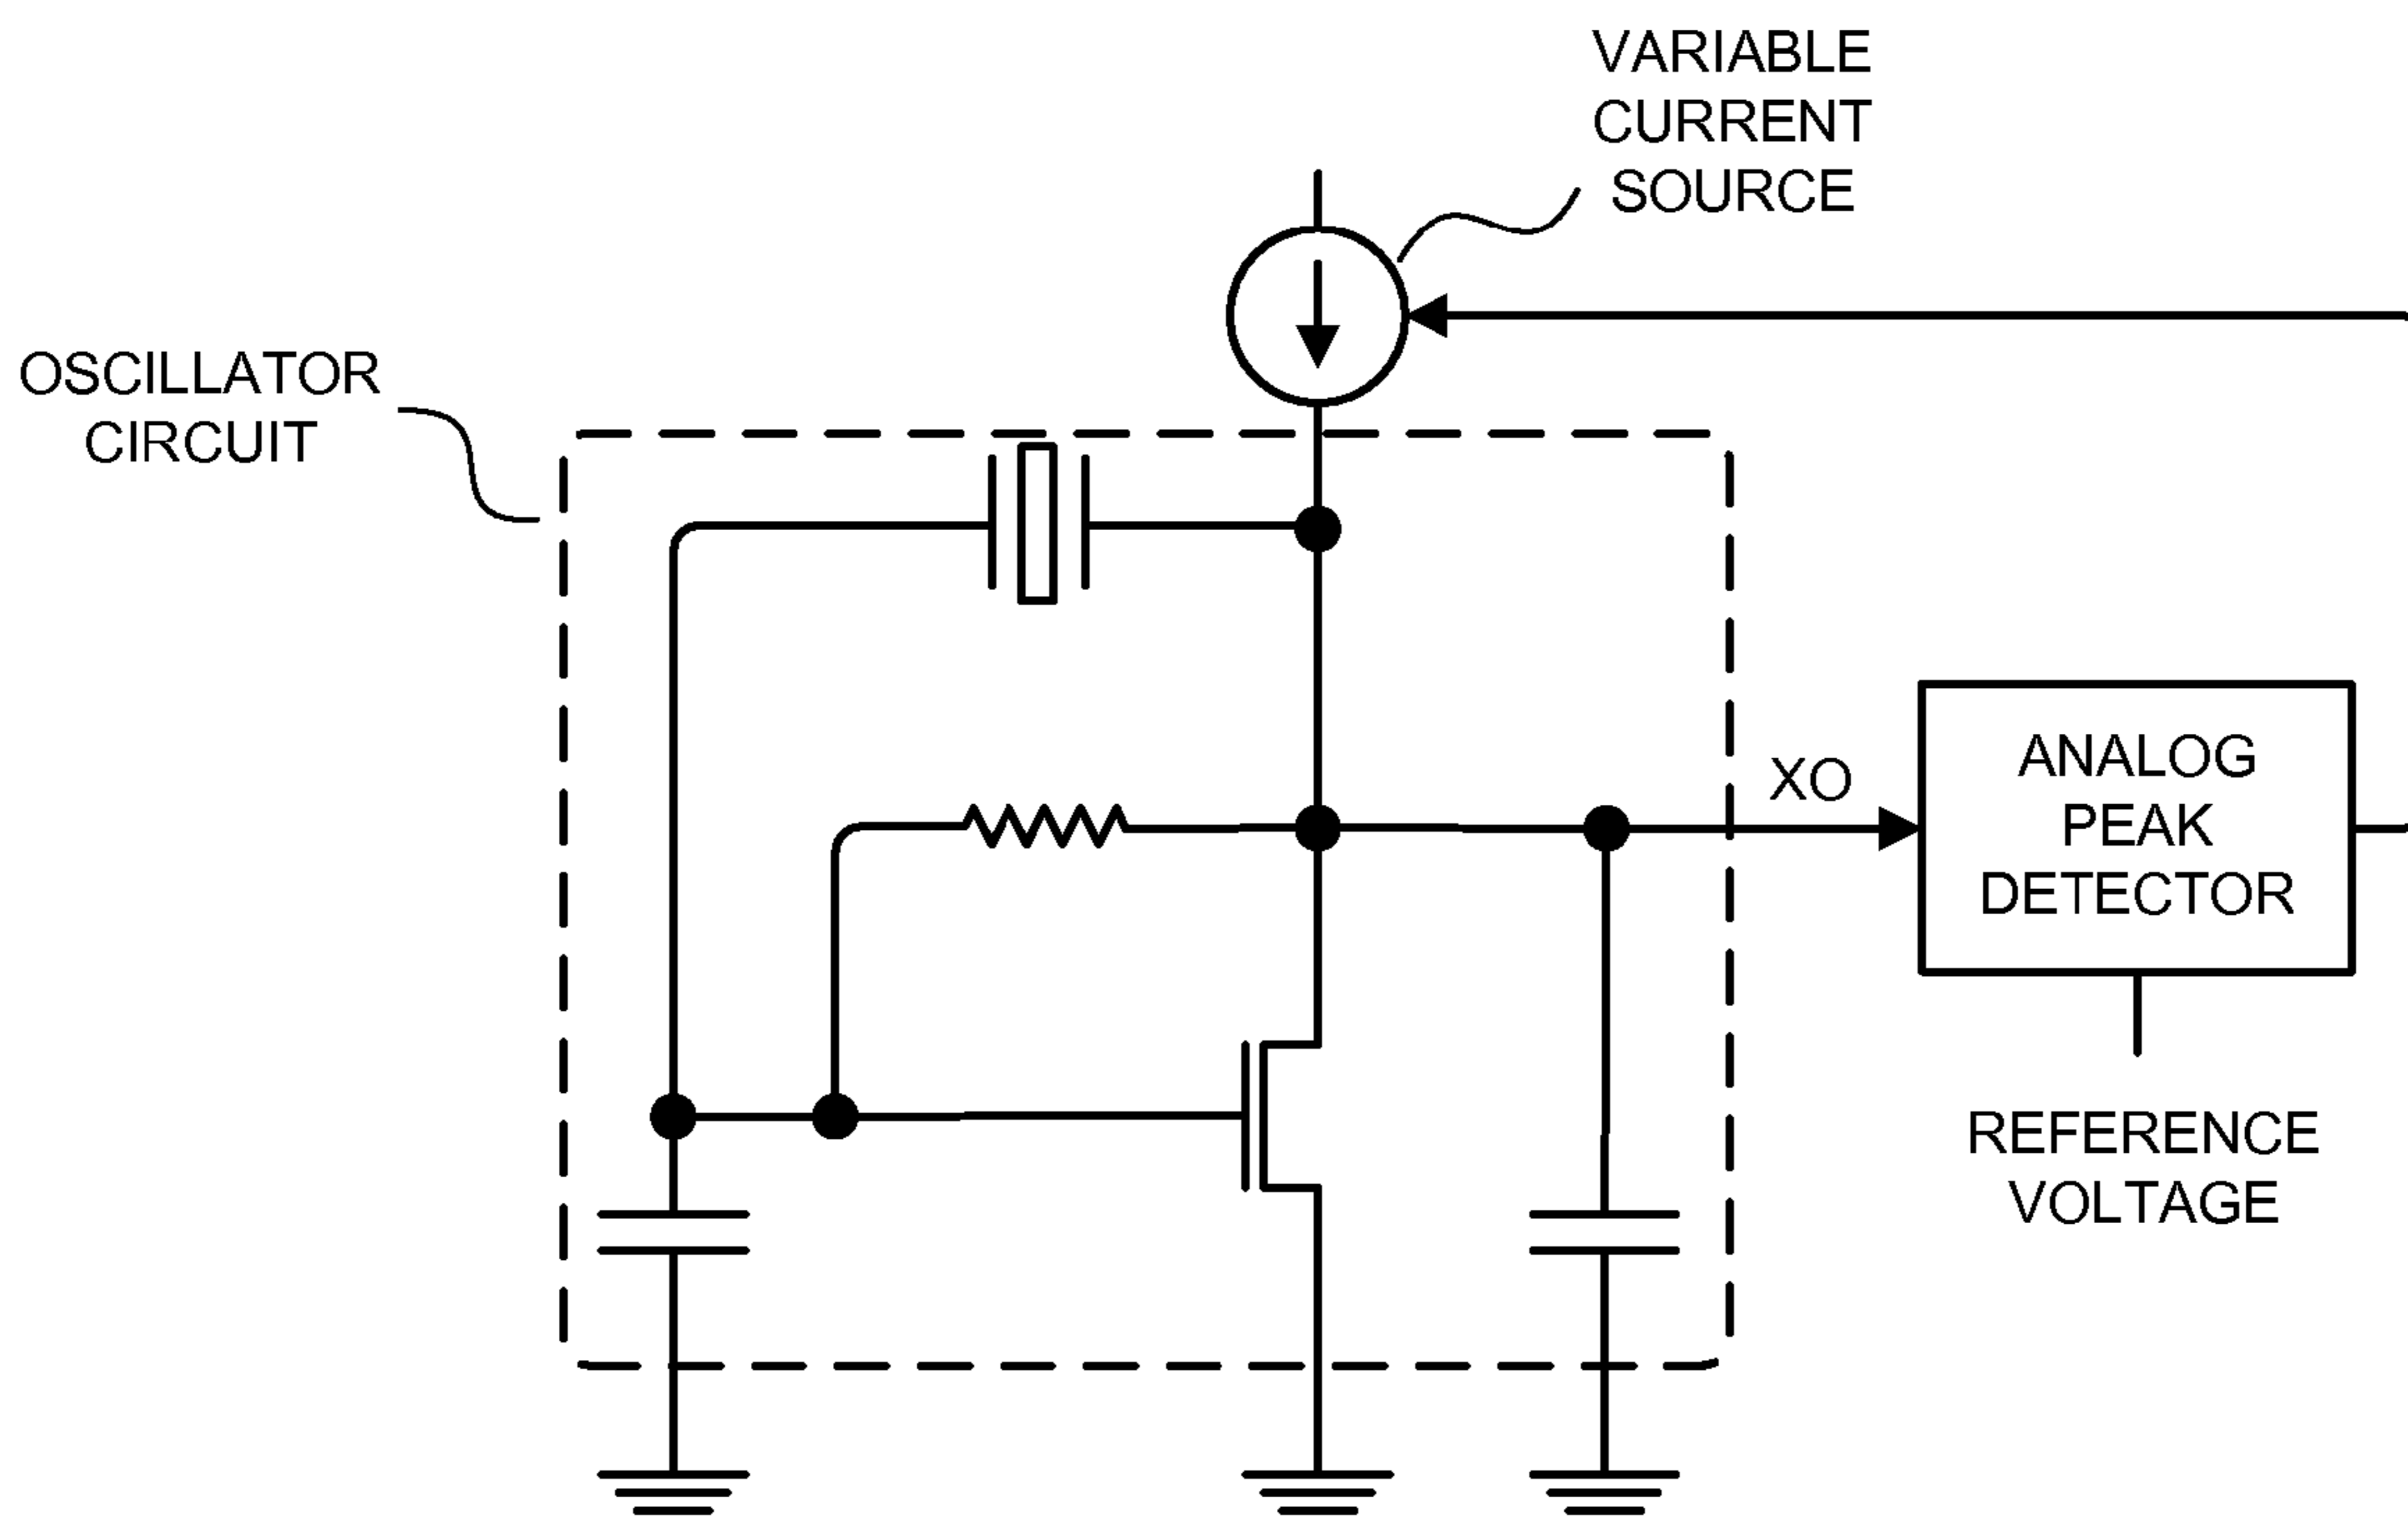 VARIABLE
CURRENT
SOURCE
OSCILLATOR
CIRCUIT
XO
ANALOG
PEAK
DETECTOR
REFERENCE
VOLTAGE